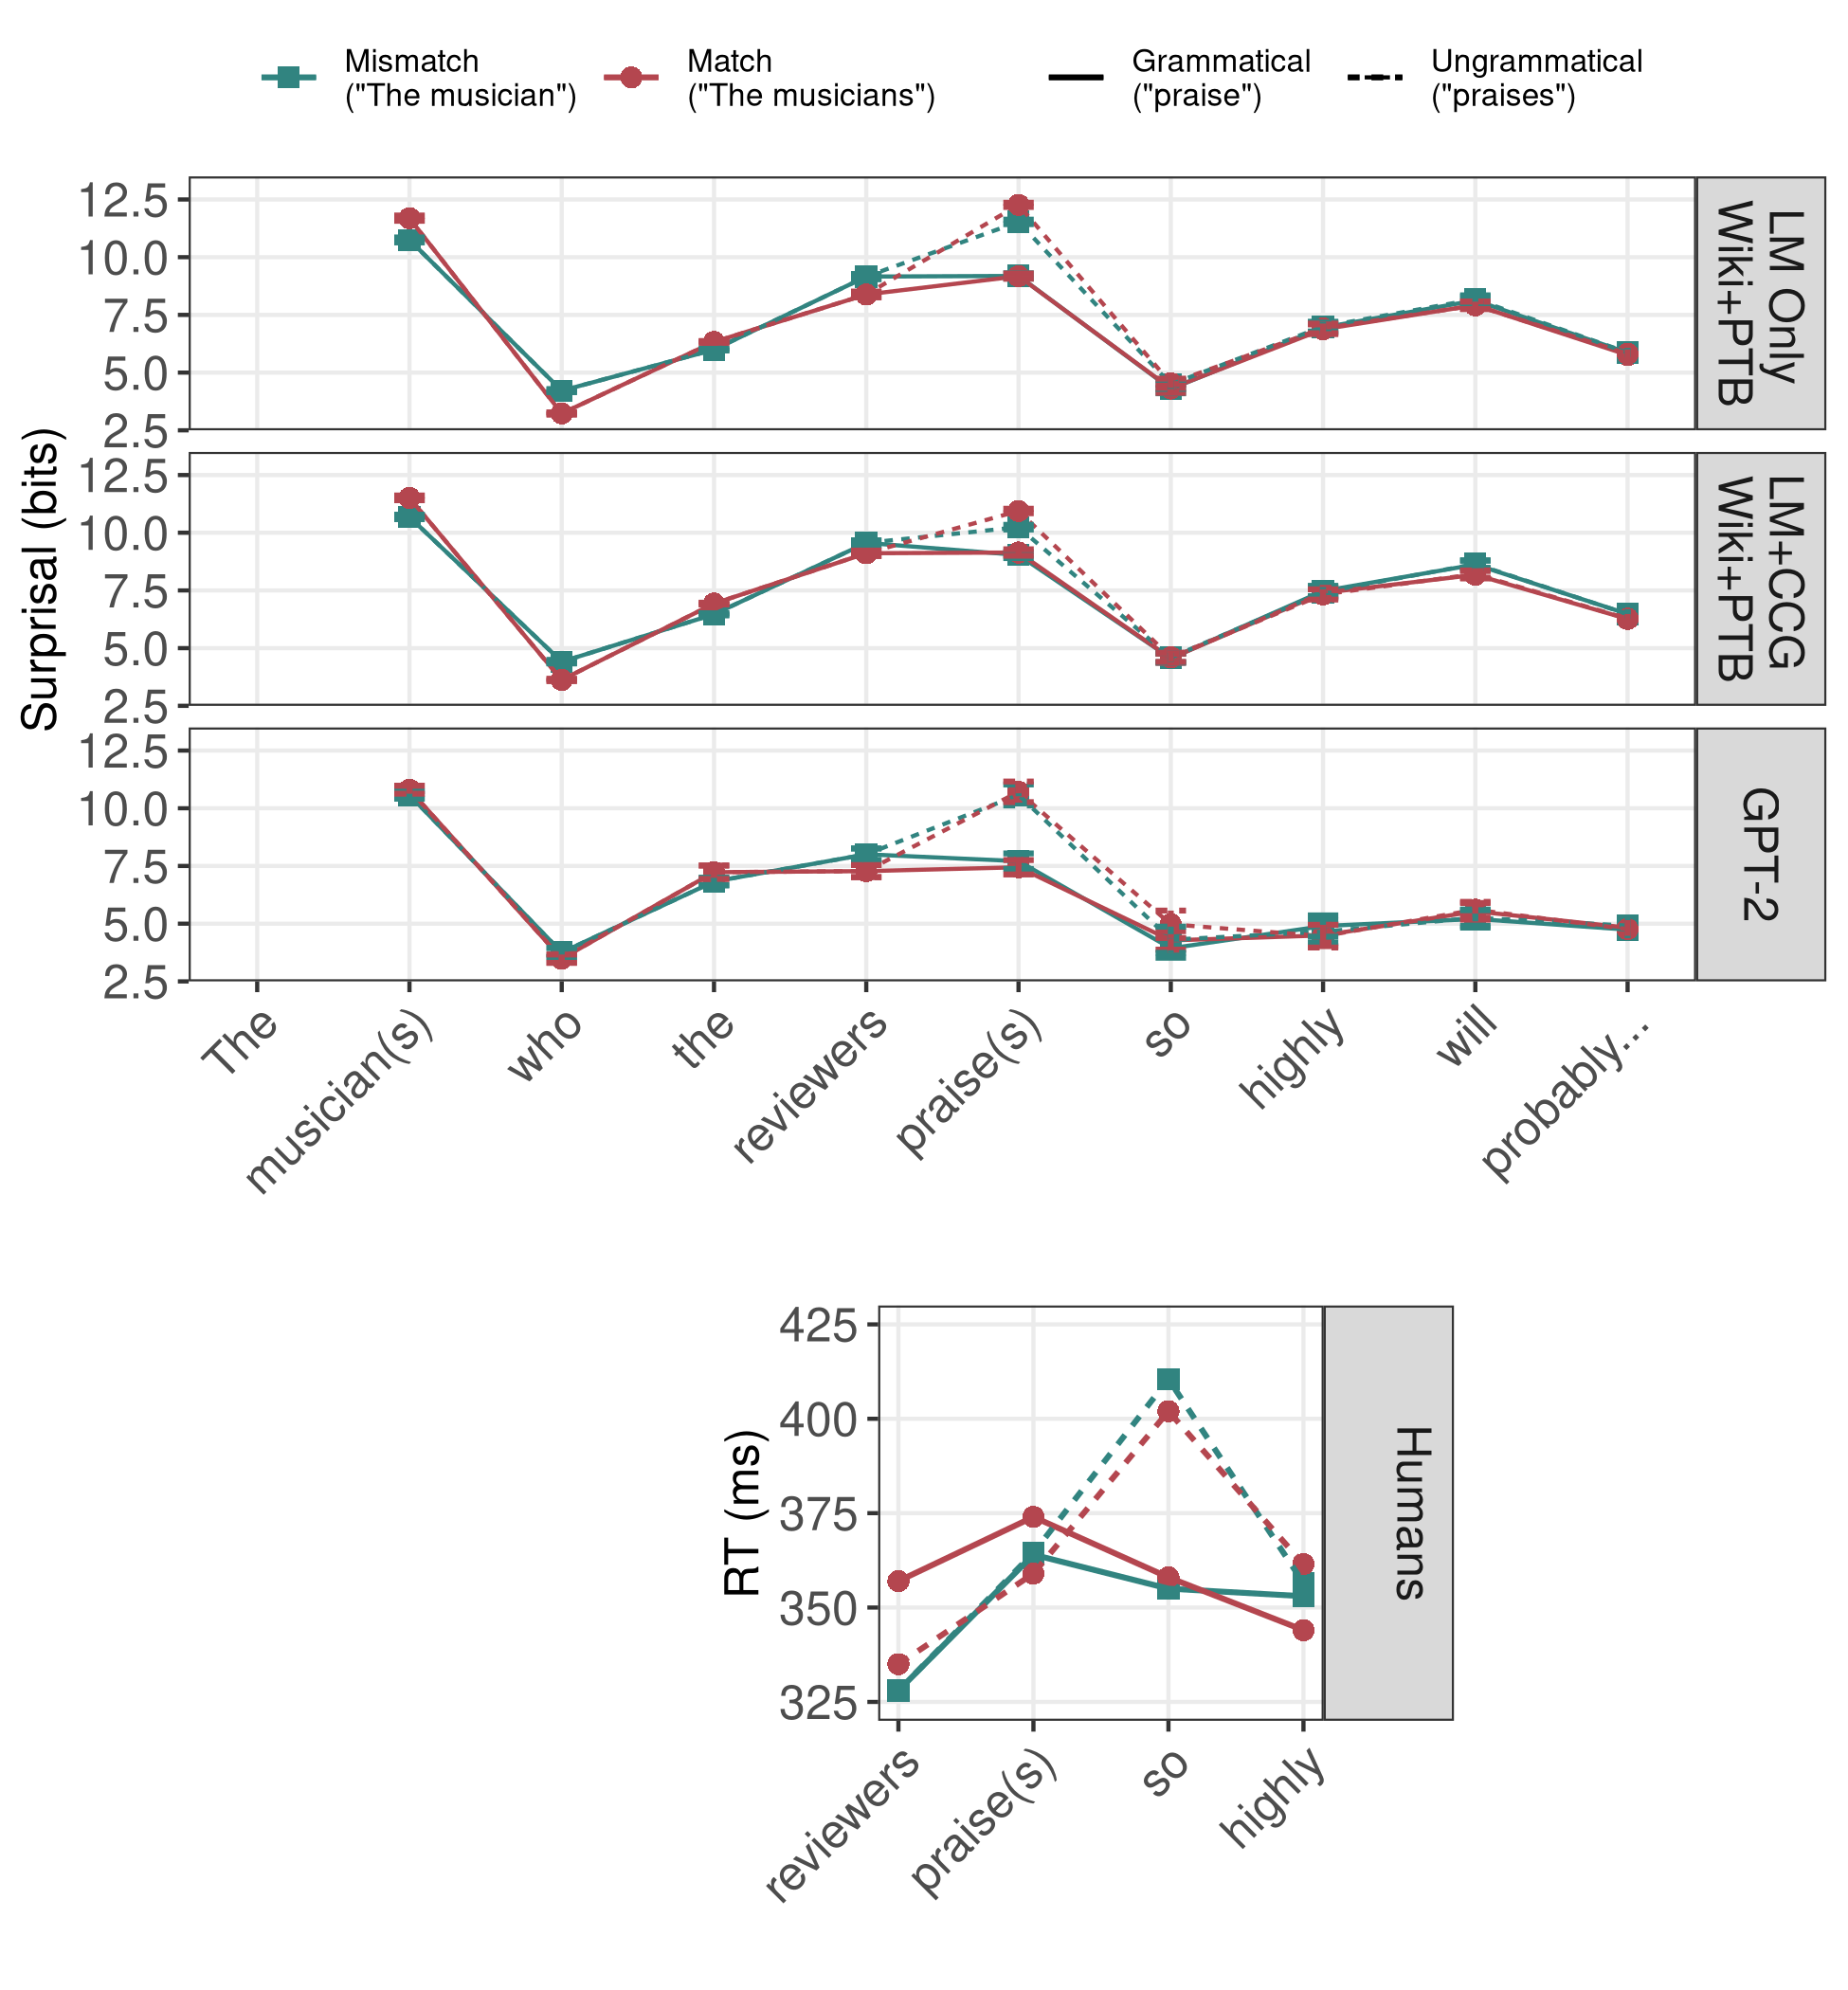 Mismatch
("The musician")
Match
("The musicians")
Grammatical
("praise")
Ungrammatical
("praises")
Surprisal (bits)
12.5
10.0
7.5
5.0
2.5
LM Only
Wiki+PTB
12.5
10.0
7.5
5.0
2.5
LM+CCG
Wiki+PTB
12.5
10.0
7.5
5.0
2.5
GPT-2
The
musician(s)
who
the
reviewers
praise(s)
so
highly
will
probably...
RT (ms)
425
400
375
350
325
Humans
reviewers
praise(s)
so
highly